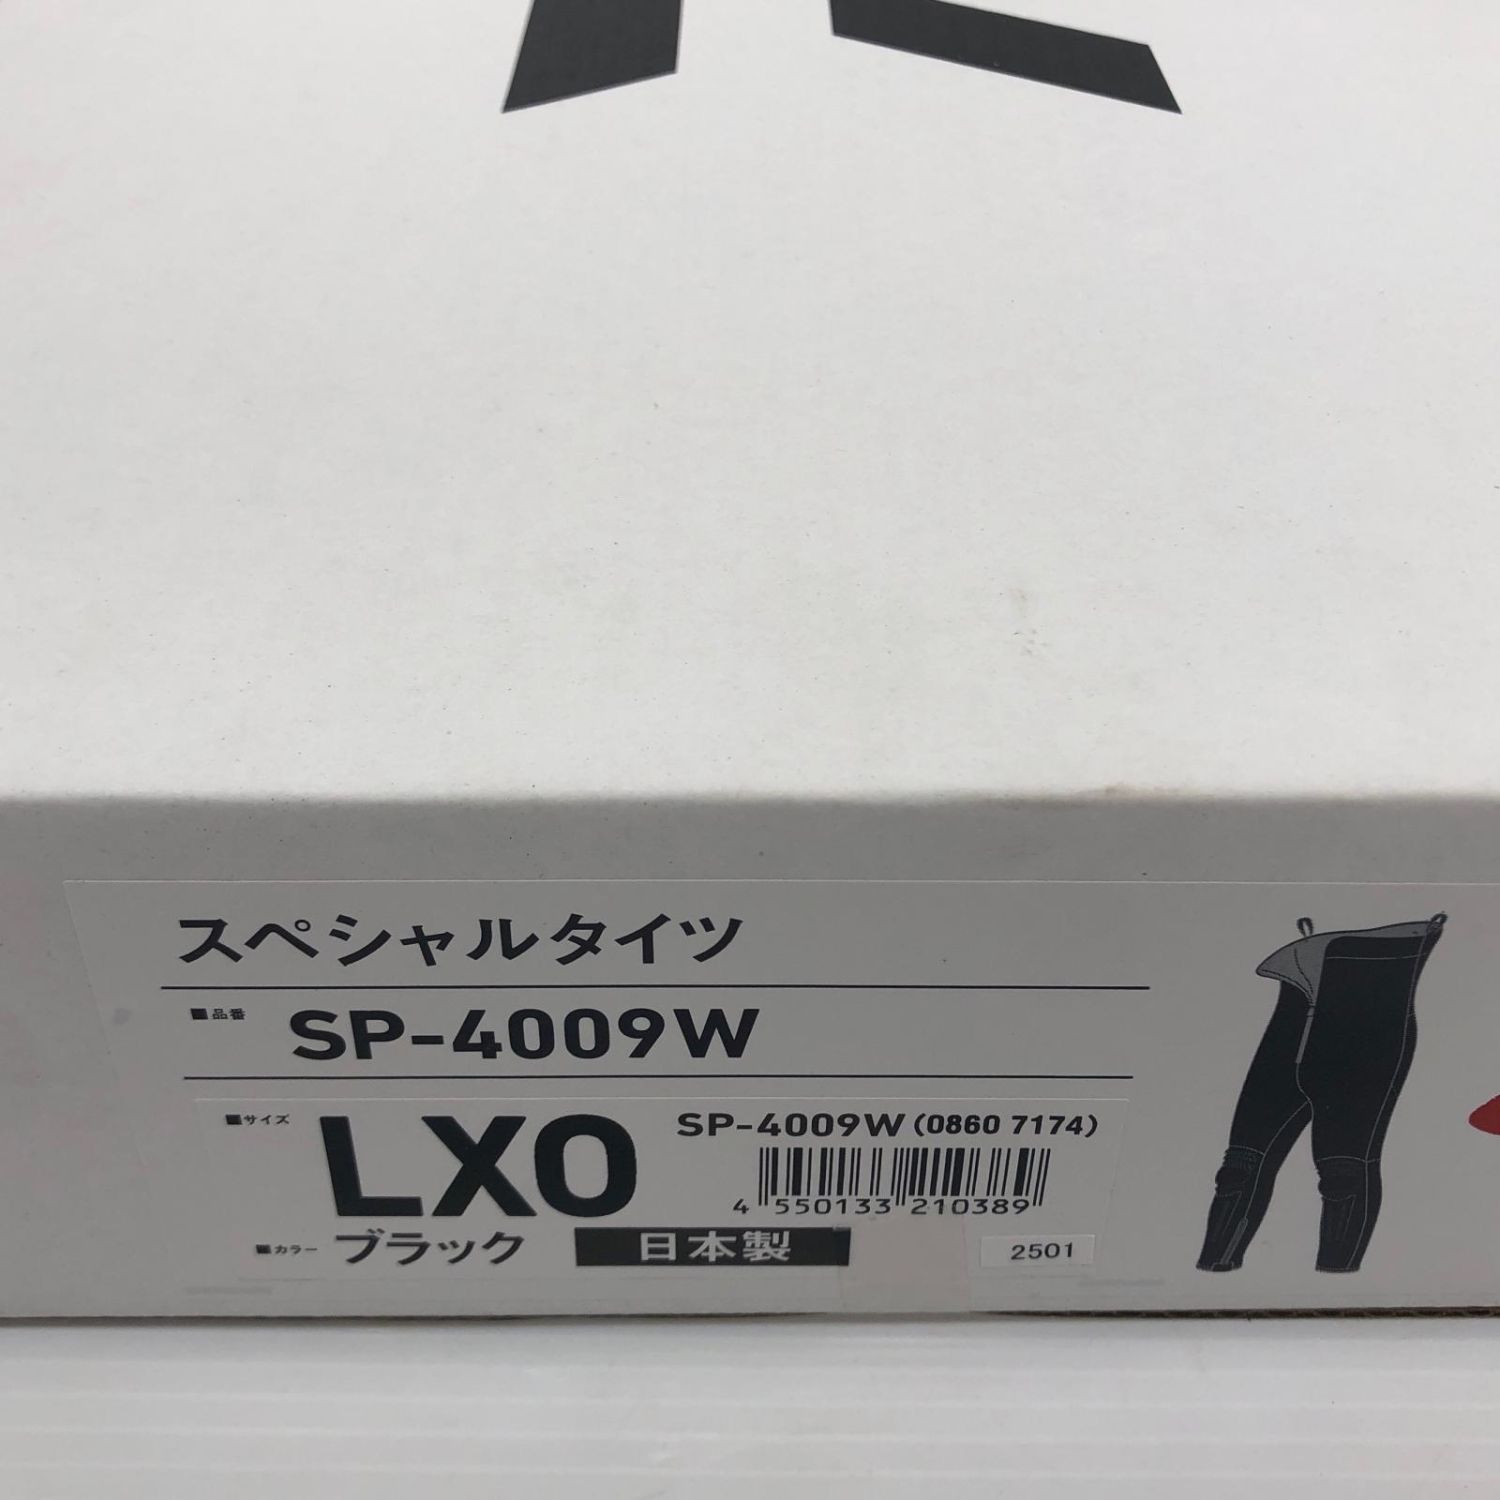 スペシャルタイツ
■品番 SP-4009W
■サイズ LXO
SP-4009W(0860 7174)
4 550133 210389
■カラー ブラック 日本製
2501